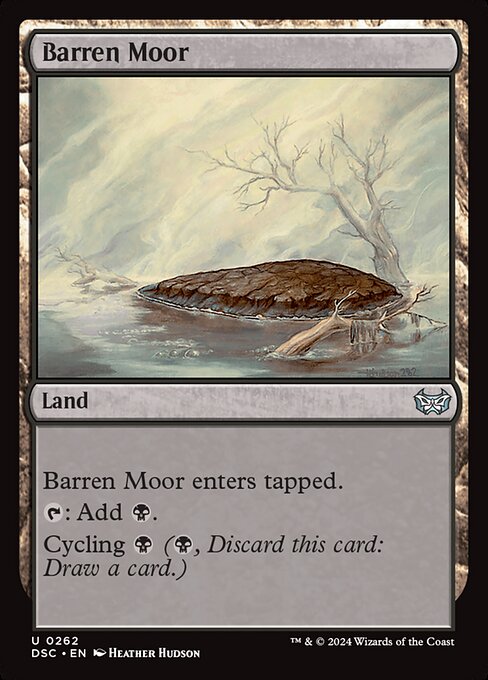 Barren Moor
Land
Barren Moor enters tapped.
: Add .
Cycling  (, Discard this card:
Draw a card.)
U 0262
™ & © 2024 Wizards of the Coast
DSC • EN Heather Hudson